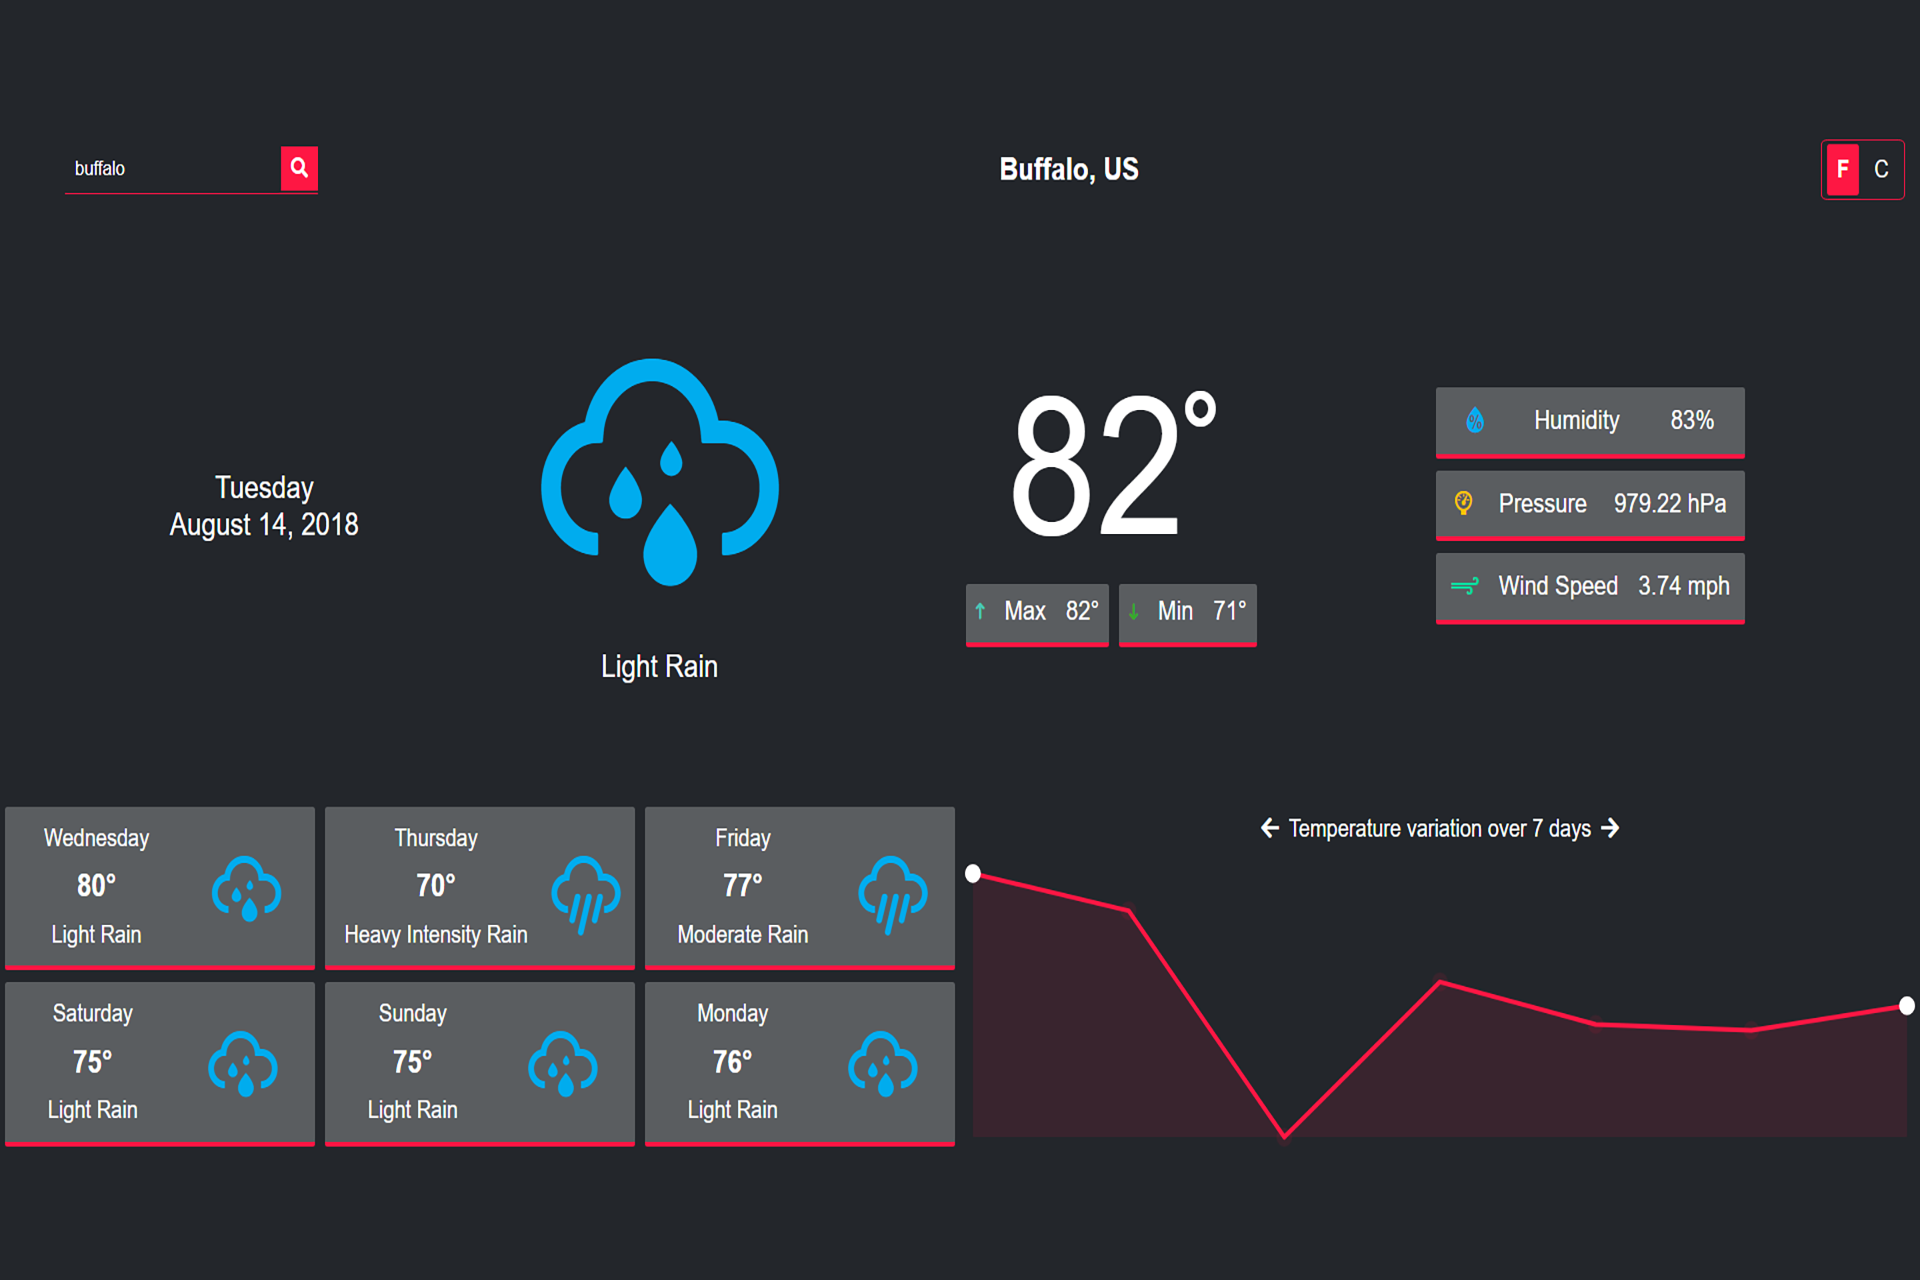 buffalo
Buffalo, US
F C
Tuesday
August 14, 2018
Light Rain
82°
Max 82°
Min 71°
Humidity 83%
Pressure 979.22 hPa
Wind Speed 3.74 mph
Wednesday
80°
Light Rain
Thursday
70°
Heavy Intensity Rain
Friday
77°
Moderate Rain
Saturday
75°
Light Rain
Sunday
75°
Light Rain
Monday
76°
Light Rain
Temperature variation over 7 days